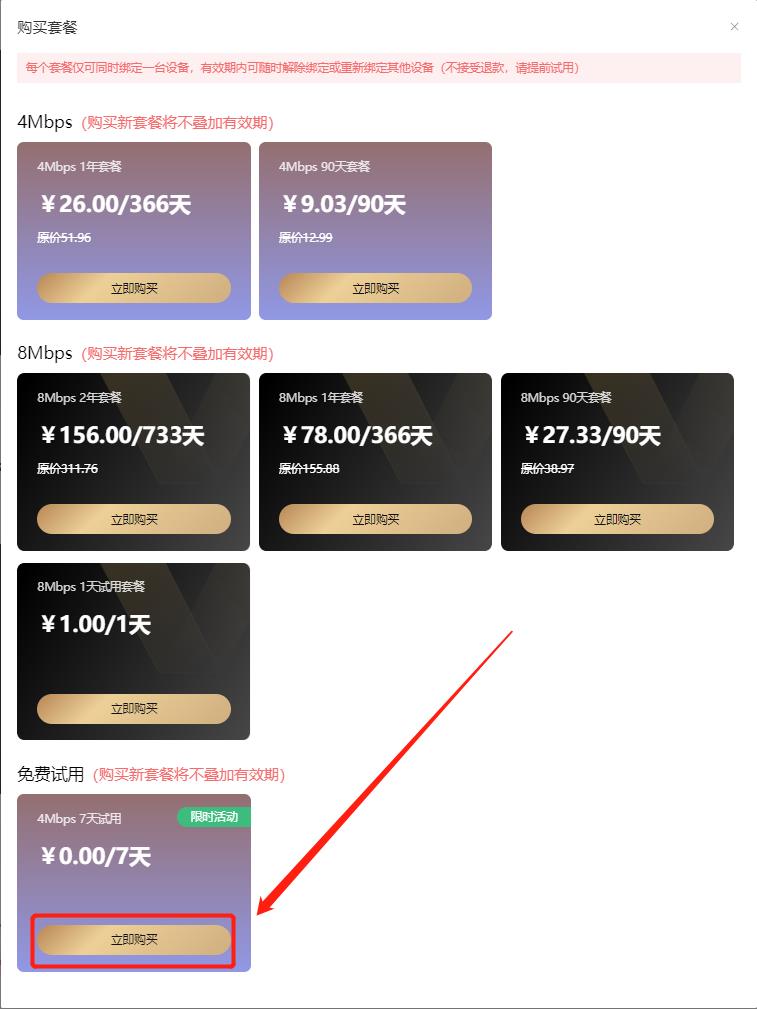 购买套餐
每个套餐仅可同时绑定一台设备，有效期内可随时解除绑定或重新绑定其他设备（不接受退款，请提前试用）
4Mbps（购买新套餐将不叠加有效期）
4Mbps 1年套餐
￥26.00/366天
原价51.96
立即购买
4Mbps 90天套餐
￥9.03/90天
原价12.99
立即购买
8Mbps（购买新套餐将不叠加有效期）
8Mbps 2年套餐
￥156.00/733天
原价311.76
立即购买
8Mbps 1年套餐
￥78.00/366天
原价155.88
立即购买
8Mbps 90天套餐
￥27.33/90天
原价38.97
立即购买
8Mbps 1天试用套餐
￥1.00/1天
立即购买
免费试用（购买新套餐将不叠加有效期）
4Mbps 7天试用
限时活动
￥0.00/7天
立即购买